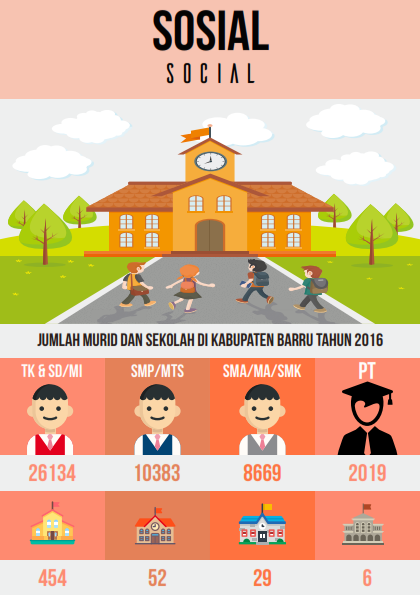 SOSIAL
SOCIAL
JUMLAH MURID DAN SEKOLAH DI KABUPATEN BARRU TAHUN 2016
TK & SD/MI SMP/MTS SMA/MA/SMK PT
26134 10383 8669 2019
454 52 29 6